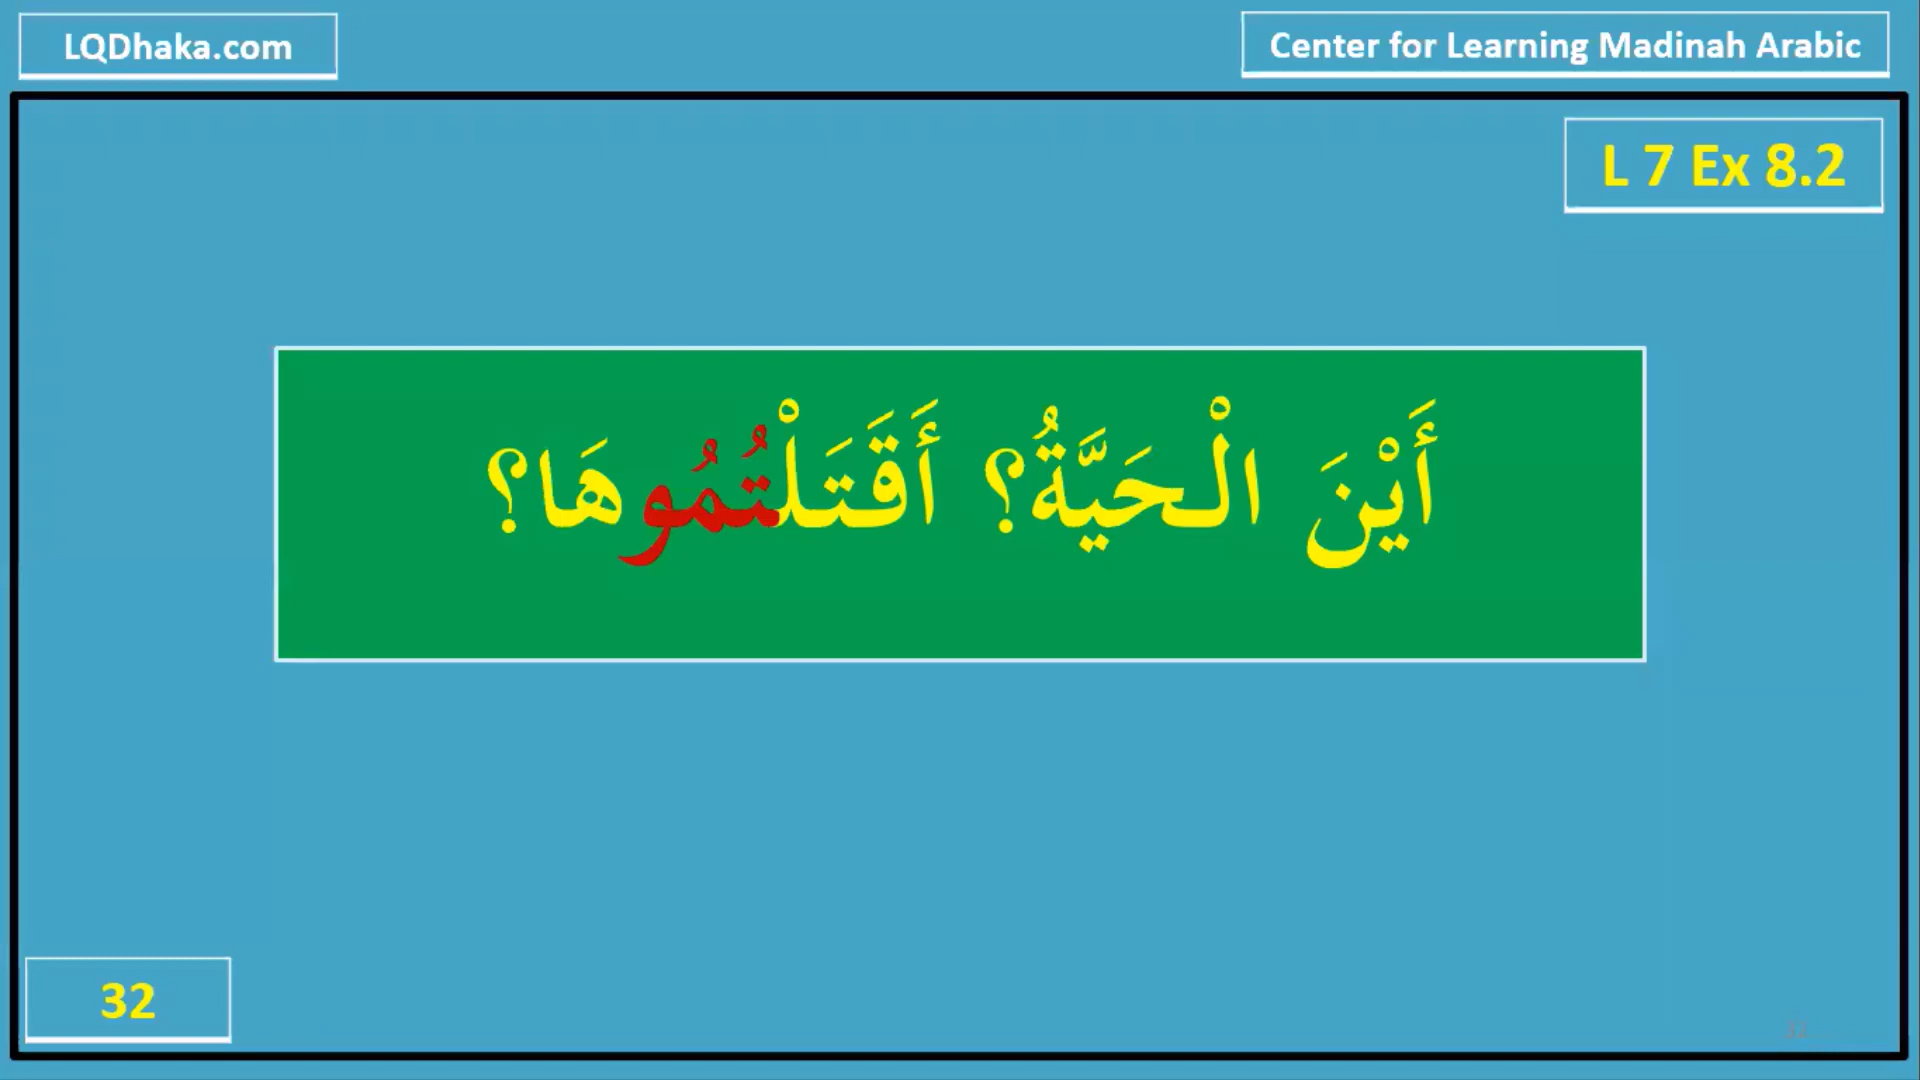 LQDhaka.com
Center for Learning Madinah Arabic
L 7 Ex 8.2
أَيْنَ الْحَيَّةُ؟ أَقَتَلْتُمُوهَا؟
32